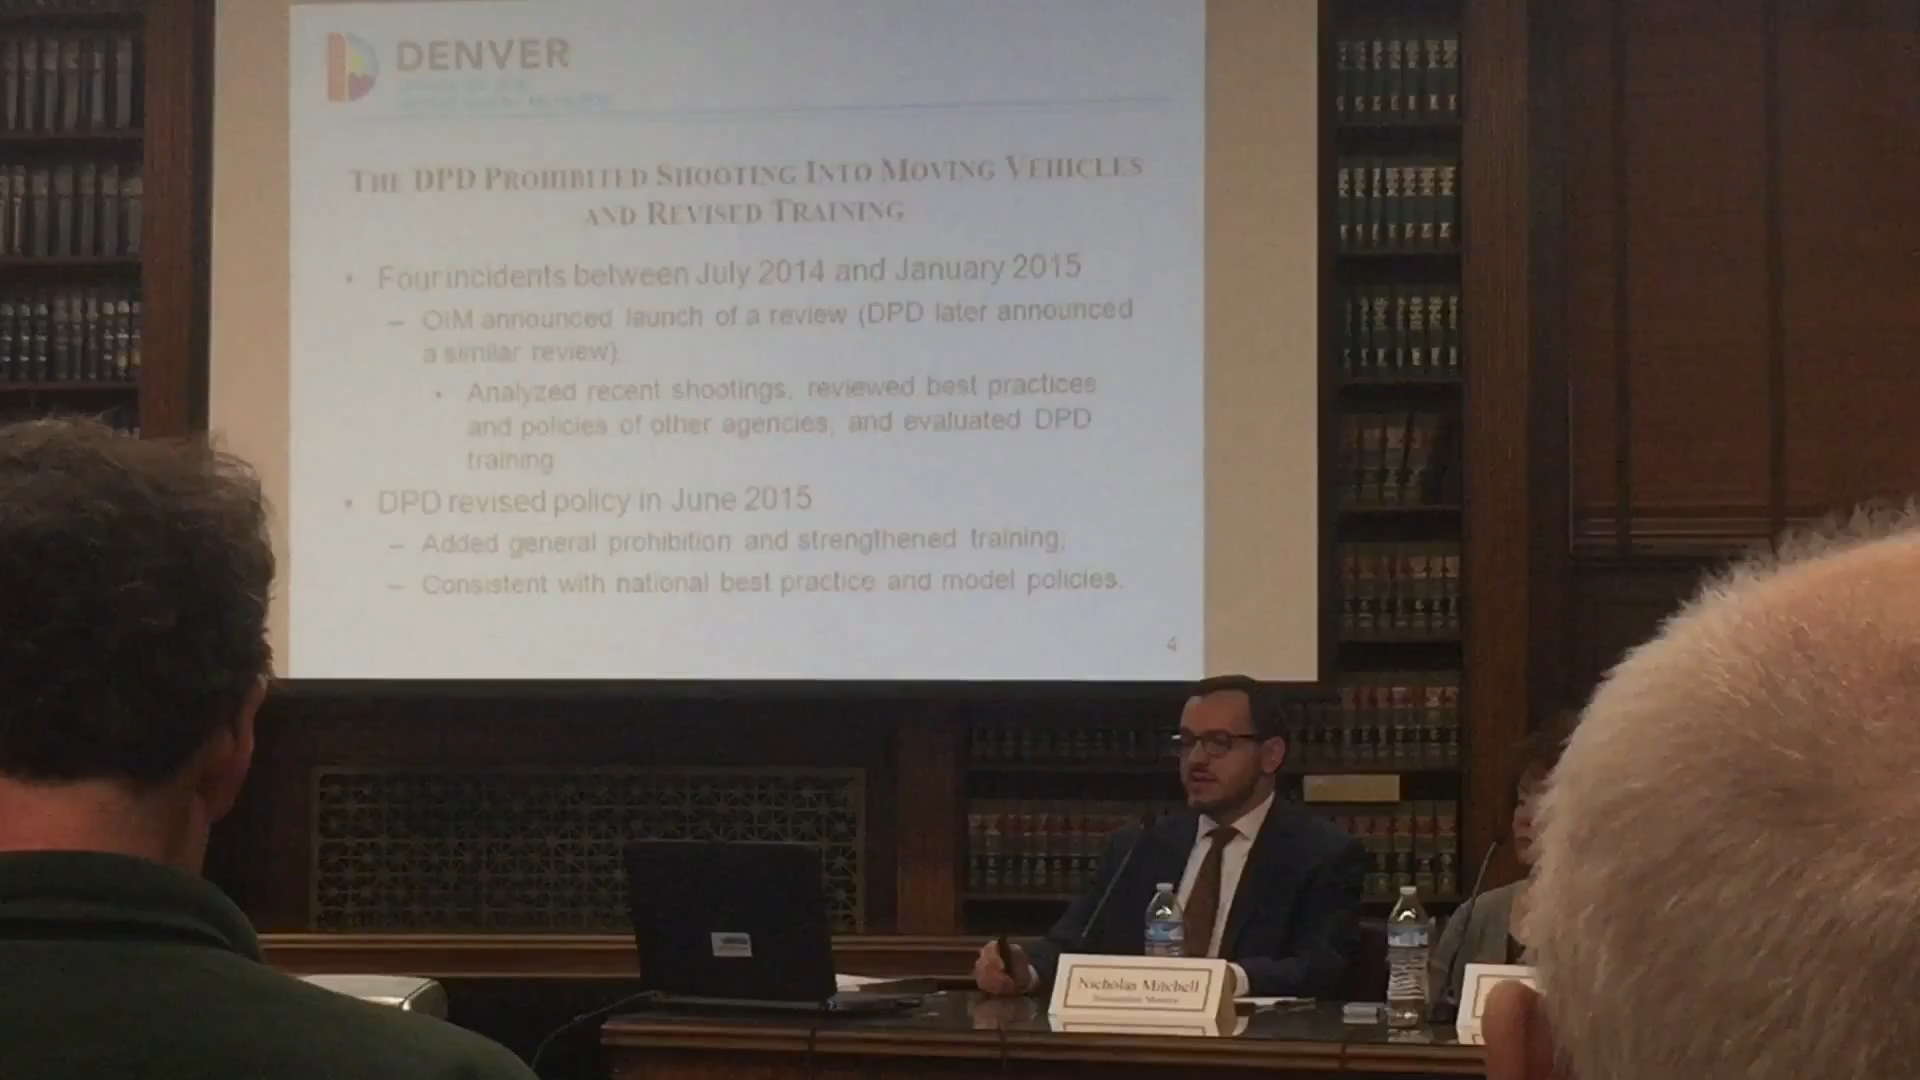 DENVER
THE DPD PROHIBITED SHOOTING INTO MOVING VEHICLES
AND REVISED TRAINING
• Four incidents between July 2014 and January 2015
– OIM announced launch of a review (DPD later announced
a similar review)
• Analyzed recent shootings, reviewed best practices
and policies of other agencies, and evaluated DPD
training
• DPD revised policy in June 2015
– Added general prohibition and strengthened training;
– Consistent with national best practice and model policies.
4
Nicholas Mitchell